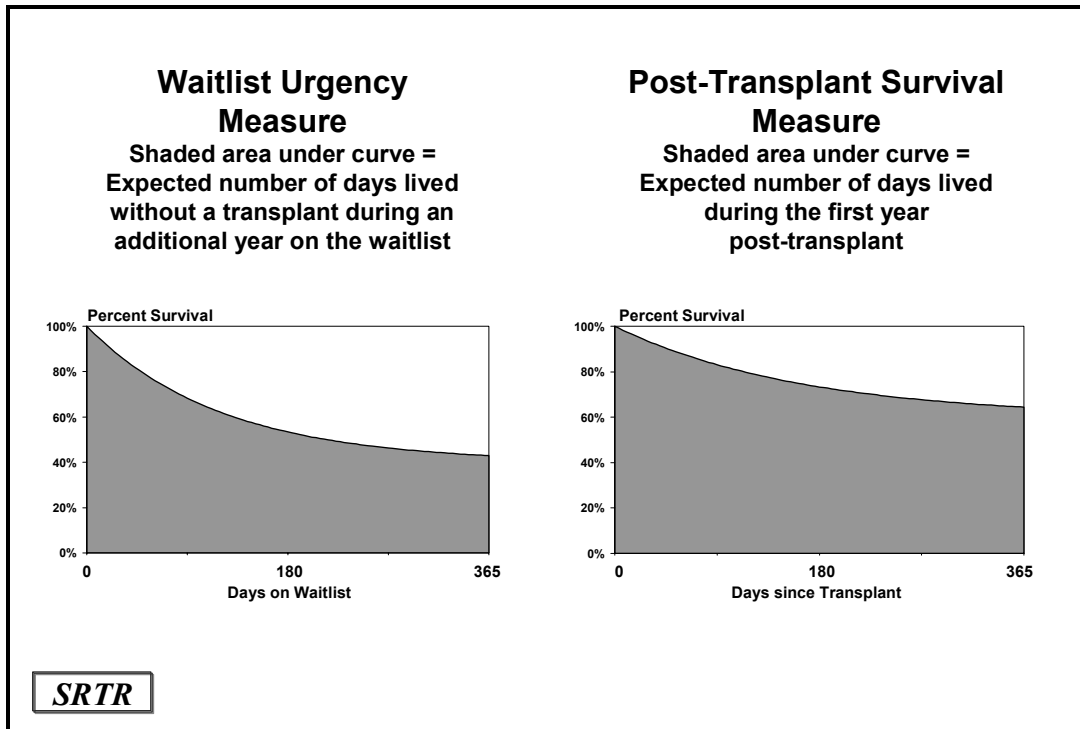 Waitlist Urgency
Measure
Shaded area under curve =
Expected number of days lived
without a transplant during an
additional year on the waitlist
Percent Survival
100%
80%
60%
40%
20%
0%
0 180 365
Days on Waitlist
Post-Transplant Survival
Measure
Shaded area under curve =
Expected number of days lived
during the first year
post-transplant
Percent Survival
100%
80%
60%
40%
20%
0%
0 180 365
Days since Transplant
SRTR